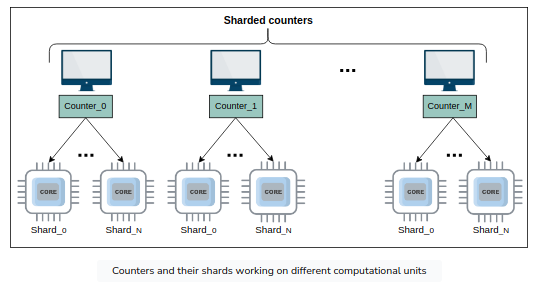 Sharded counters
...
Counter_0 Counter_1 Counter_M
... ... ...
CORE CORE CORE CORE CORE CORE
Shard_0 Shard_N Shard_0 Shard_N Shard_0 Shard_N
Counters and their shards working on different computational units